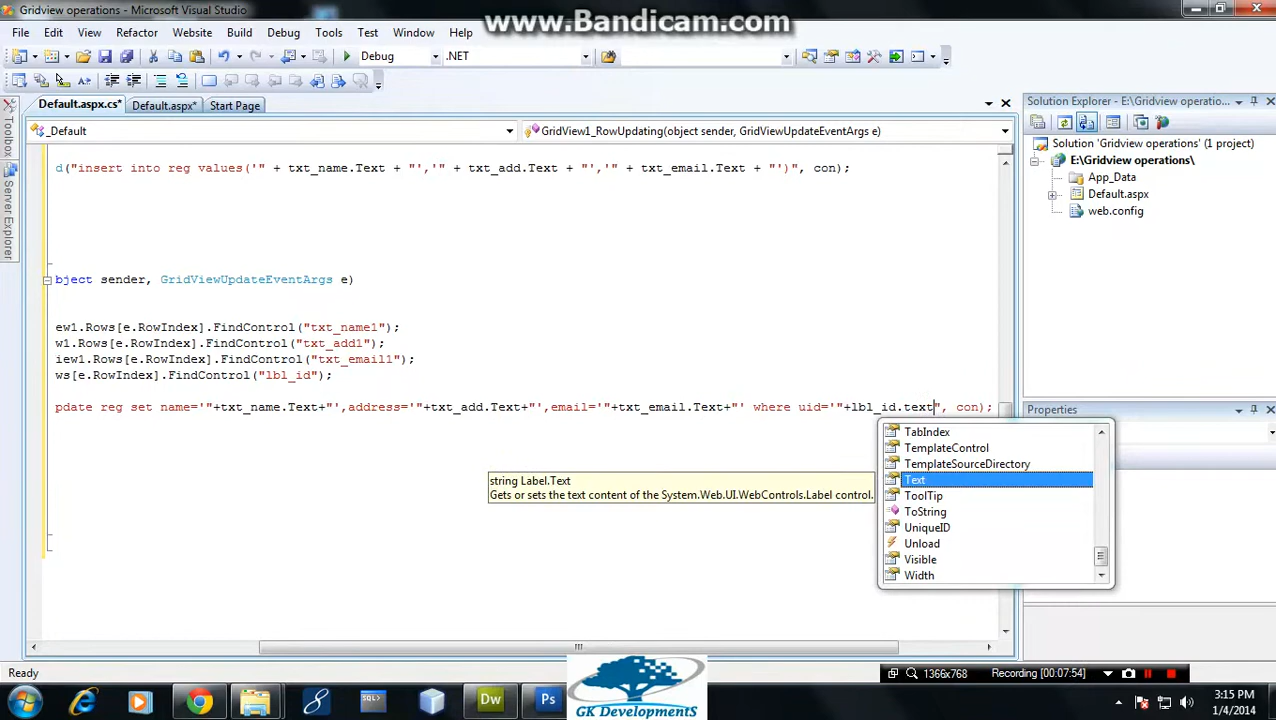 Gridview operations - Microsoft Visual Studio
www.Bandicam.com
File Edit View Refactor Website Build Debug Tools Test Window Help
Debug .NET
Default.aspx.cs* Default.aspx* Start Page
Solution Explorer - E:\Gridview operatio...
_Default
GridView1_RowUpdating(object sender, GridViewUpdateEventArgs e)
Solution 'Gridview operations' (1 project)
E:\Gridview operations\
App_Data
Default.aspx
web.config
Toolbox
Server Explorer
d("insert into reg values('" + txt_name.Text + "','" + txt_add.Text + "','" + txt_email.Text + "')", con);
bject sender, GridViewUpdateEventArgs e)
ew1.Rows[e.RowIndex].FindControl("txt_name1");
w1.Rows[e.RowIndex].FindControl("txt_add1");
iew1.Rows[e.RowIndex].FindControl("txt_email1");
ws[e.RowIndex].FindControl("lbl_id");
pdate reg set name='"+txt_name.Text+"',address='"+txt_add.Text+"',email='"+txt_email.Text+"' where uid='"+lbl_id.text", con);
Properties
TabIndex
TemplateControl
TemplateSourceDirectory
Text
ToolTip
ToString
UniqueID
Unload
Visible
Width
string Label.Text
Gets or sets the text content of the System.Web.UI.WebControls.Label control.
Ready
1366x768
Recording [00:07:54]
SQL
Dw
Ps
GK DevelopmentS
3:15 PM
1/4/2014